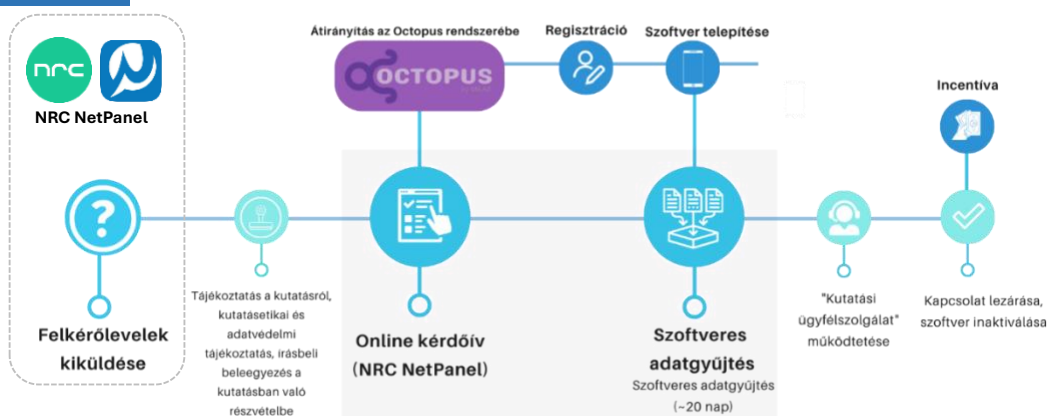 nrc
NRC NetPanel
Felkérőlevelek
kiküldése
Tájékoztatás a kutatásról,
kutatásetikai és
adatvédelmi
tájékoztatás, írásbeli
beleegyezés a
kutatásban való
részvételbe
Átirányítás az Octopus rendszerébe
OCTOPUS
Regisztráció
Szoftver telepítése
Online kérdőív
(NRC NetPanel)
Szoftveres
adatgyűjtés
Szoftveres adatgyűjtés
(~20 nap)
"Kutatási
ügyfélszolgálat"
működtetése
Incentíva
Kapcsolat lezárása,
szoftver inaktiválása